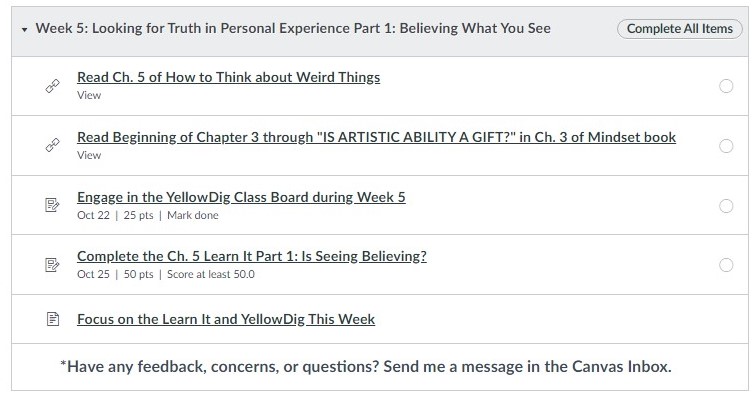 Week 5: Looking for Truth in Personal Experience Part 1: Believing What You See
Complete All Items
Read Ch. 5 of How to Think about Weird Things
View
Read Beginning of Chapter 3 through "IS ARTISTIC ABILITY A GIFT?" in Ch. 3 of Mindset book
View
Engage in the YellowDig Class Board during Week 5
Oct 22 | 25 pts | Mark done
Complete the Ch. 5 Learn It Part 1: Is Seeing Believing?
Oct 25 | 50 pts | Score at least 50.0
Focus on the Learn It and YellowDig This Week
*Have any feedback, concerns, or questions? Send me a message in the Canvas Inbox.